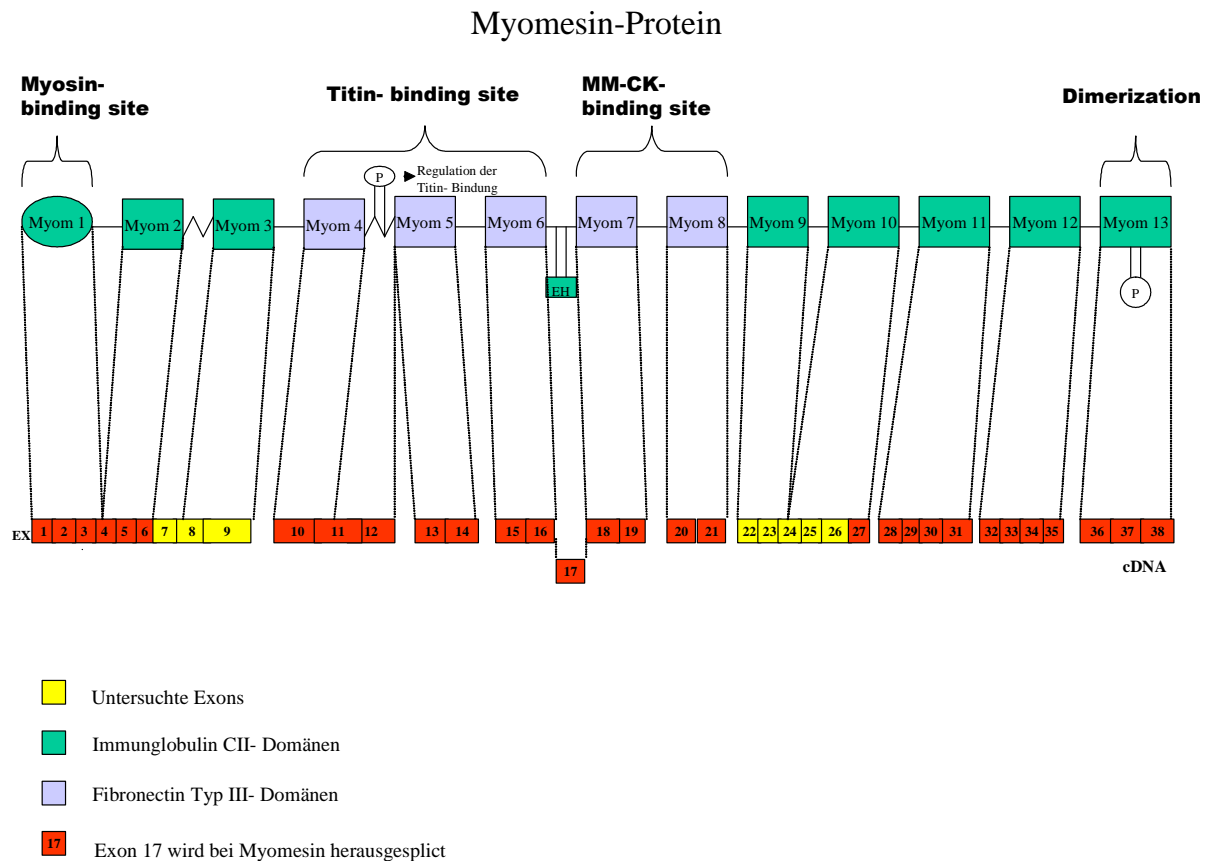 Myomesin-Protein
Myosin-
binding site
Titin- binding site
MM-CK-
binding site
Dimerization
P
Regulation der
Titin- Bindung
Myom 1
Myom 2
Myom 3
Myom 4
Myom 5
Myom 6
Myom 7
Myom 8
Myom 9
Myom 10
Myom 11
Myom 12
Myom 13
EH
P
EX 1 2 3 4 5 6 7 8 9 10 11 12 13 14 15 16 18 19 20 21 22 23 24 25 26 27 28 29 30 31 32 33 34 35 36 37 38
17
cDNA
Untersuchte Exons
Immunglobulin CII- Domänen
Fibronectin Typ III- Domänen
17 Exon 17 wird bei Myomesin herausgesplict